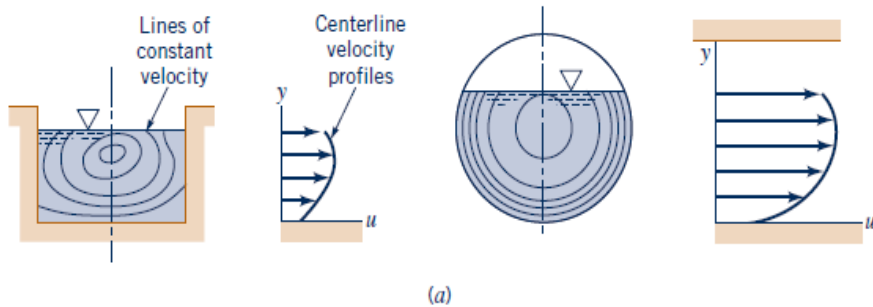 Lines of
constant
velocity
Centerline
velocity
profiles
y
u
y
u
(a)